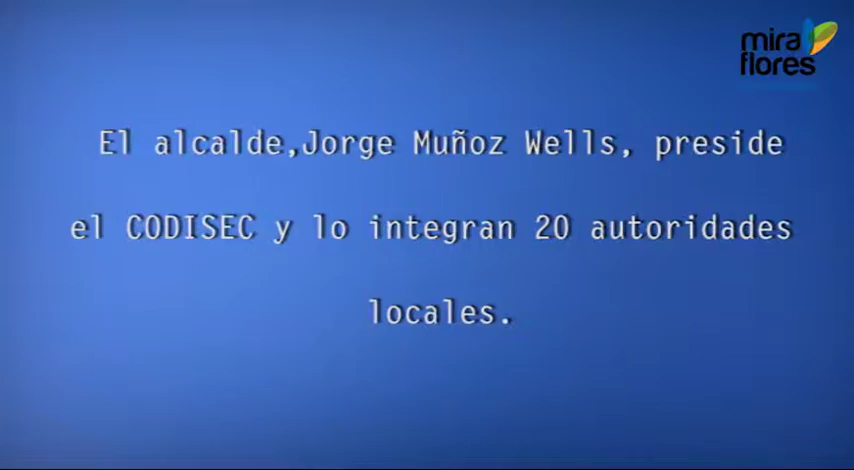 mira
flores
El alcalde,Jorge Muñoz Wells, preside
el CODISEC y lo integran 20 autoridades
locales.